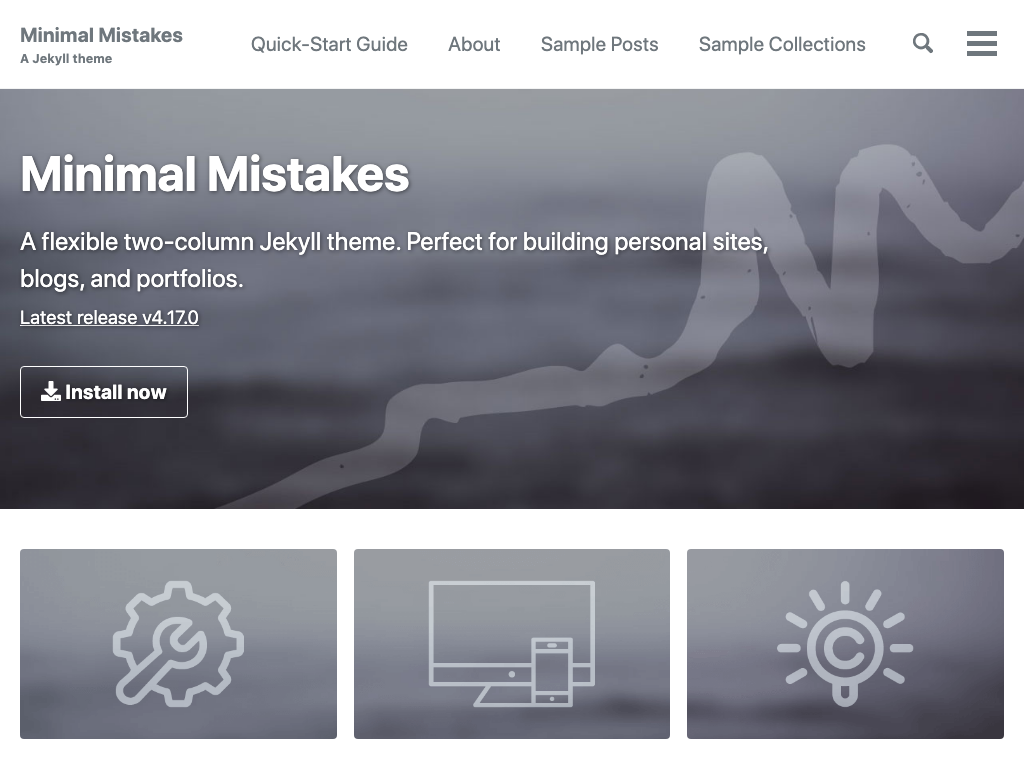 Minimal Mistakes
A Jekyll theme
Quick-Start Guide
About
Sample Posts
Sample Collections
Minimal Mistakes
A flexible two-column Jekyll theme. Perfect for building personal sites,
blogs, and portfolios.
Latest release v4.17.0
Install now